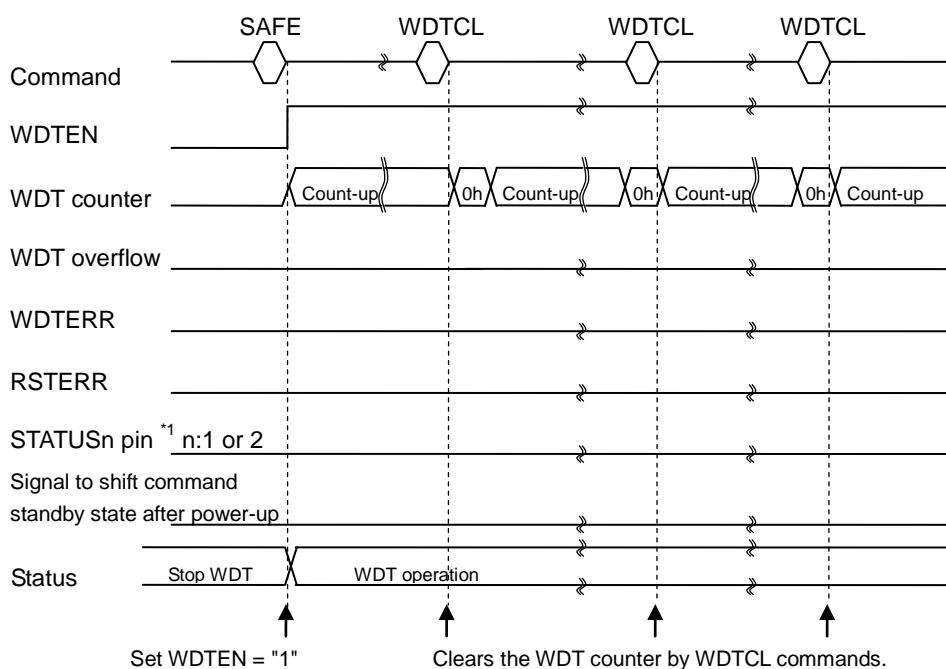 SAFE WDTCL WDTCL WDTCL
Command
WDTEN
WDT counter Count-up 0h Count-up 0h Count-up 0h Count-up
WDT overflow
WDTERR
RSTERR
STATUSn pin *1 n:1 or 2
Signal to shift command
standby state after power-up
Status Stop WDT WDT operation
Set WDTEN = "1" Clears the WDT counter by WDTCL commands.